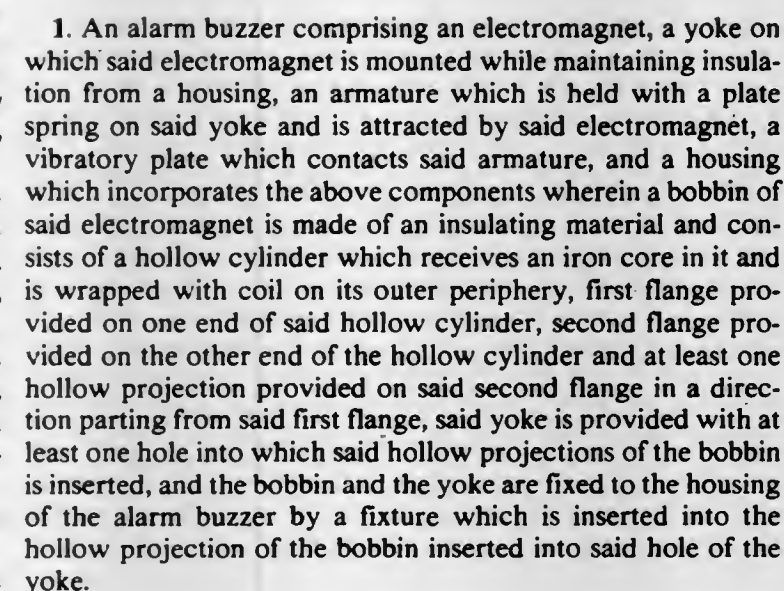 1. An alarm buzzer comprising an electromagnet, a yoke on
which said electromagnet is mounted while maintaining insula-
tion from a housing, an armature which is held with a plate
spring on said yoke and is attracted by said electromagnet, a
vibratory plate which contacts said armature, and a housing
which incorporates the above components wherein a bobbin of
said electromagnet is made of an insulating material and con-
sists of a hollow cylinder which receives an iron core in it and
is wrapped with coil on its outer periphery, first flange pro-
vided on one end of said hollow cylinder, second flange pro-
vided on the other end of the hollow cylinder and at least one
hollow projection provided on said second flange in a direc-
tion parting from said first flange, said yoke is provided with at
least one hole into which said hollow projections of the bobbin
is inserted, and the bobbin and the yoke are fixed to the housing
of the alarm buzzer by a fixture which is inserted into the
hollow projection of the bobbin inserted into said hole of the
yoke.